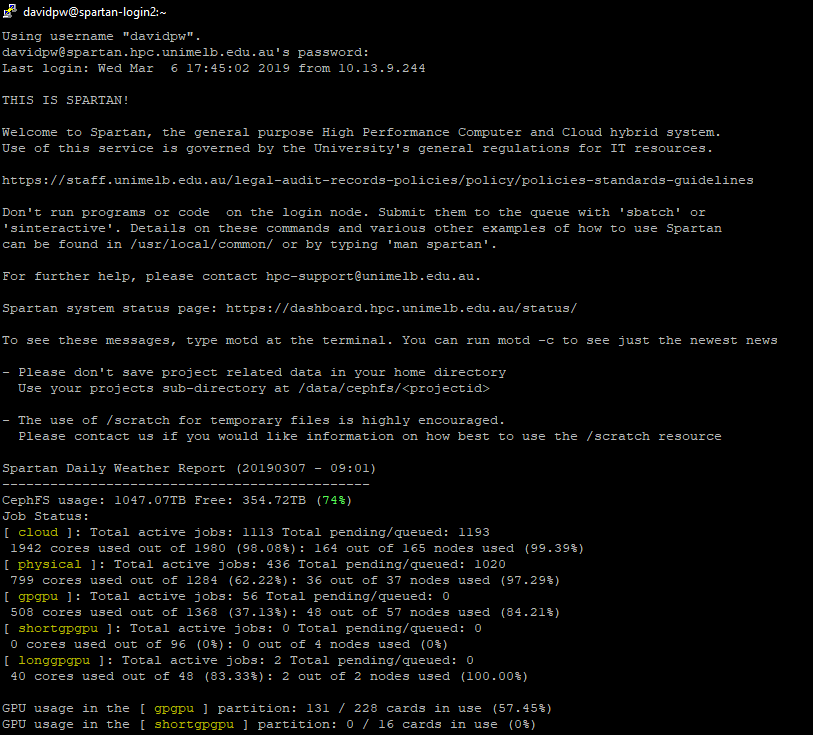 davidpw@spartan-login2:~
Using username "davidpw".
davidpw@spartan.hpc.unimelb.edu.au's password:
Last login: Wed Mar  6 17:45:02 2019 from 10.13.9.244
THIS IS SPARTAN!
Welcome to Spartan, the general purpose High Performance Computer and Cloud hybrid system.
Use of this service is governed by the University's general regulations for IT resources.
https://staff.unimelb.edu.au/legal-audit-records-policies/policy/policies-standards-guidelines
Don't run programs or code  on the login node. Submit them to the queue with 'sbatch' or
'sinteractive'. Details on these commands and various other examples of how to use Spartan
can be found in /usr/local/common/ or by typing 'man spartan'.
For further help, please contact hpc-support@unimelb.edu.au.
Spartan system status page: https://dashboard.hpc.unimelb.edu.au/status/
To see these messages, type motd at the terminal. You can run motd -c to see just the newest news
- Please don't save project related data in your home directory
  Use your projects sub-directory at /data/cephfs/<projectid>
- The use of /scratch for temporary files is highly encouraged.
  Please contact us if you would like information on how best to use the /scratch resource
Spartan Daily Weather Report (20190307 - 09:01)
----------------------------------------------
CephFS usage: 1047.07TB Free: 354.72TB (74%)
Job Status:
[ cloud ]: Total active jobs: 1113 Total pending/queued: 1193
 1942 cores used out of 1980 (98.08%): 164 out of 165 nodes used (99.39%)
[ physical ]: Total active jobs: 436 Total pending/queued: 1020
 799 cores used out of 1284 (62.22%): 36 out of 37 nodes used (97.29%)
[ gpgpu ]: Total active jobs: 56 Total pending/queued: 0
 508 cores used out of 1368 (37.13%): 48 out of 57 nodes used (84.21%)
[ shortgpgpu ]: Total active jobs: 0 Total pending/queued: 0
 0 cores used out of 96 (0%): 0 out of 4 nodes used (0%)
[ longgpgpu ]: Total active jobs: 2 Total pending/queued: 0
 40 cores used out of 48 (83.33%): 2 out of 2 nodes used (100.00%)
GPU usage in the [ gpgpu ] partition: 131 / 228 cards in use (57.45%)
GPU usage in the [ shortgpgpu ] partition: 0 / 16 cards in use (0%)